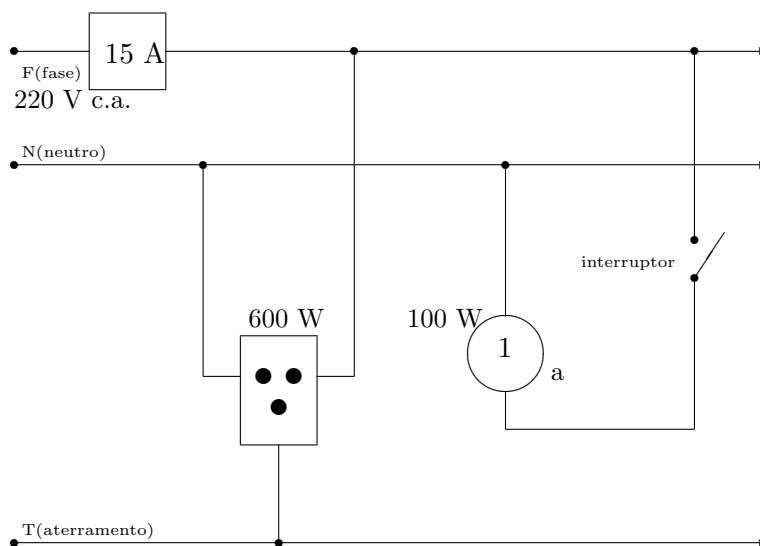 15 A
F(fase)
220 V c.a.
N(neutro)
interruptor
600 W
100 W
1
a
T(aterramento)